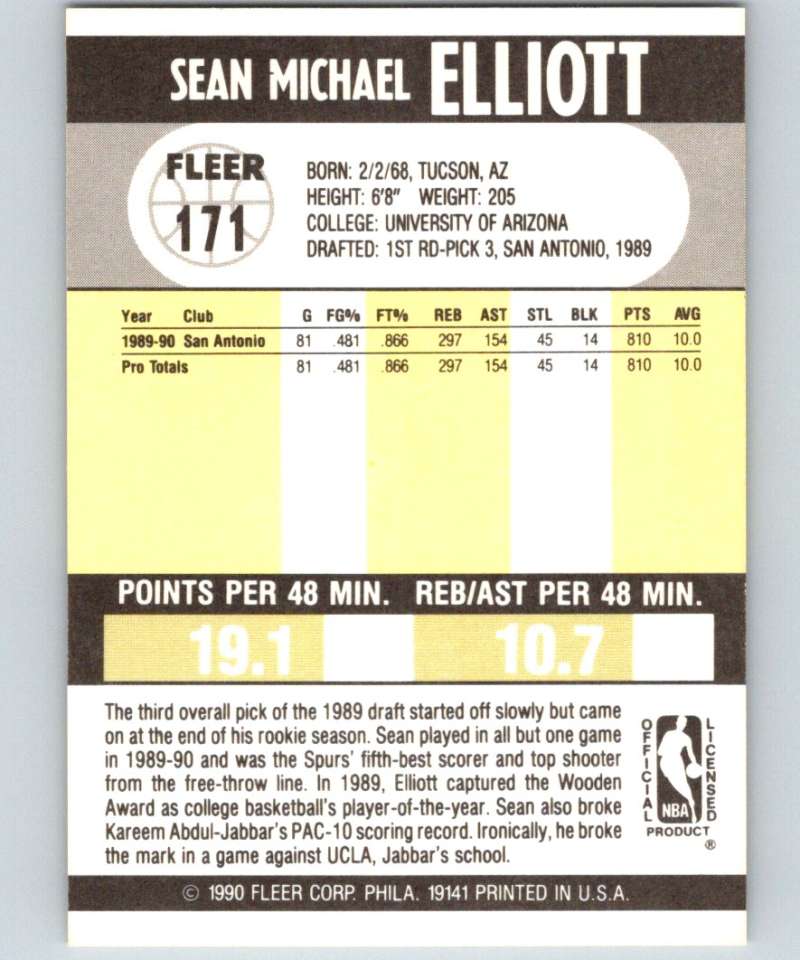 SEAN MICHAEL ELLIOTT
FLEER
171
BORN: 2/2/68, TUCSON, AZ
HEIGHT: 6'8" WEIGHT: 205
COLLEGE: UNIVERSITY OF ARIZONA
DRAFTED: 1ST RD-PICK 3, SAN ANTONIO, 1989
Year Club G FG% FT% REB AST STL BLK PTS AVG
1989-90 San Antonio 81 .481 .866 297 154 45 14 810 10.0
Pro Totals 81 .481 .866 297 154 45 14 810 10.0
POINTS PER 48 MIN. REB/AST PER 48 MIN.
19.1 10.7
The third overall pick of the 1989 draft started off slowly but came
on at the end of his rookie season. Sean played in all but one game
in 1989-90 and was the Spurs' fifth-best scorer and top shooter
from the free-throw line. In 1989, Elliott captured the Wooden
Award as college basketball's player-of-the-year. Sean also broke
Kareem Abdul-Jabbar's PAC-10 scoring record. Ironically, he broke
the mark in a game against UCLA, Jabbar's school.
OFFICIAL LICENSED
NBA
PRODUCT
®
© 1990 FLEER CORP. PHILA. 19141 PRINTED IN U.S.A.